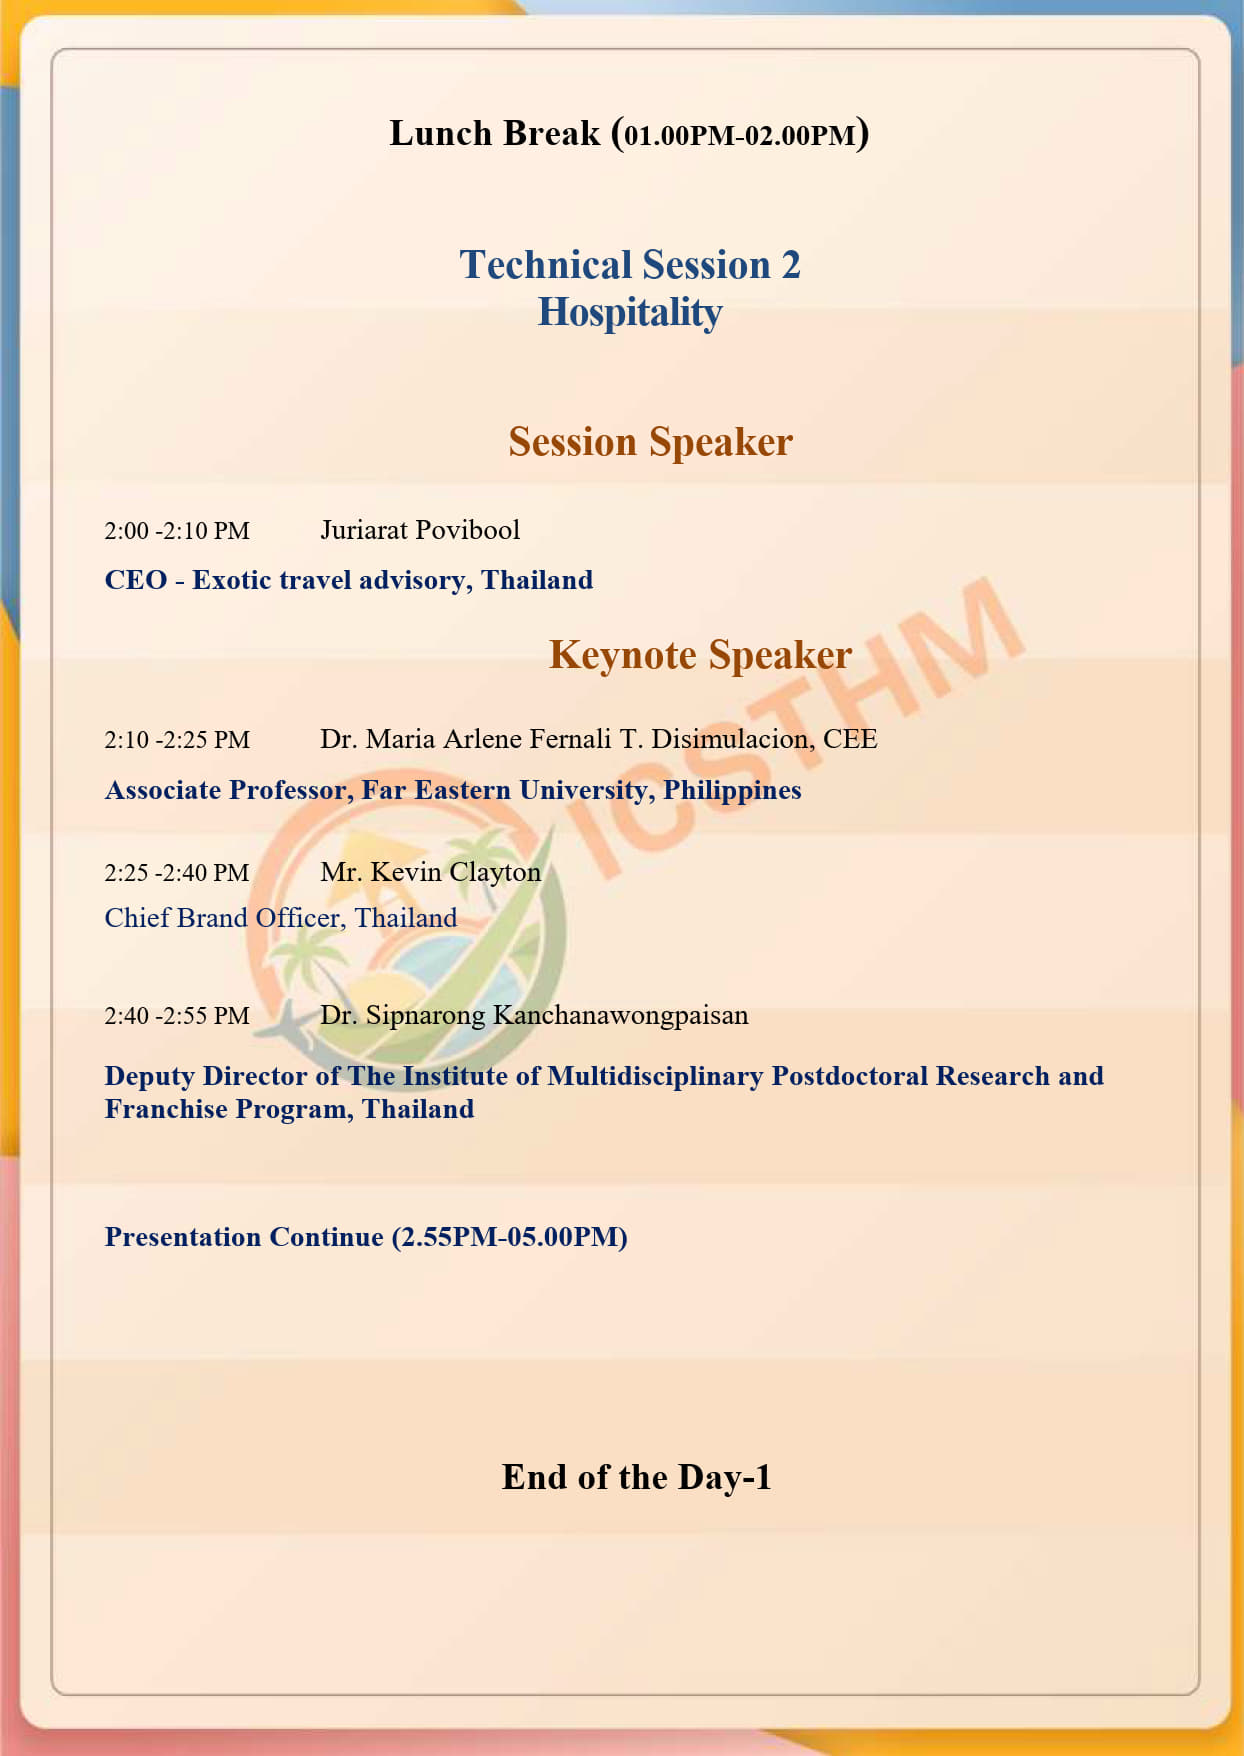 Lunch Break (01.00PM-02.00PM)
Technical Session 2
Hospitality
Session Speaker
2:00 -2:10 PM Juriarat Povibool
CEO - Exotic travel advisory, Thailand
Keynote Speaker
2:10 -2:25 PM Dr. Maria Arlene Fernali T. Disimulacion, CEE
Associate Professor, Far Eastern University, Philippines
ICSTHM
2:25 -2:40 PM Mr. Kevin Clayton
Chief Brand Officer, Thailand
2:40 -2:55 PM Dr. Sipnarong Kanchanawongpaisan
Deputy Director of The Institute of Multidisciplinary Postdoctoral Research and
Franchise Program, Thailand
Presentation Continue (2.55PM-05.00PM)
End of the Day-1